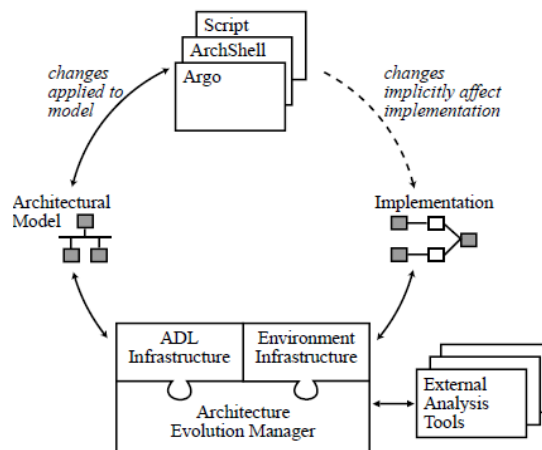 Script
ArchShell
Argo
changes
applied to
model
changes
implicitly affect
implementation
Architectural
Model
Implementation
ADL
Infrastructure
Environment
Infrastructure
Architecture
Evolution Manager
External
Analysis
Tools